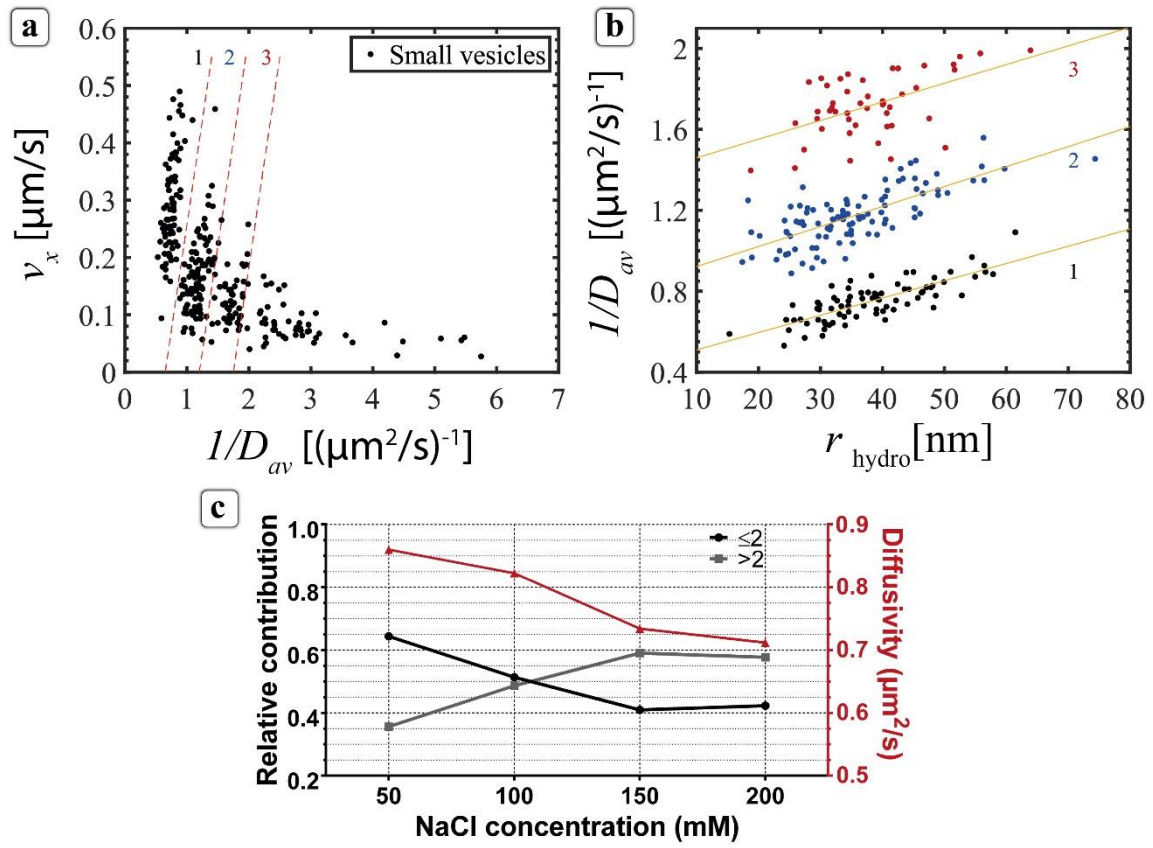 a
0.6
0.5
0.4
0.3
0.2
0.1
0
v_x [μm/s]
1 2 3
Small vesicles
0 1 2 3 4 5 6 7
1/D_av [(μm²/s)⁻¹]
b
2
1.6
1.2
0.8
0.4
1/D_av [(μm²/s)⁻¹]
3
2
1
10 20 30 40 50 60 70 80
r_hydro [nm]
c
1.0
0.8
0.6
0.4
0.2
Relative contribution
≤2
>2
0.9
0.8
0.7
0.6
0.5
Diffusivity (μm²/s)
50 100 150 200
NaCl concentration (mM)